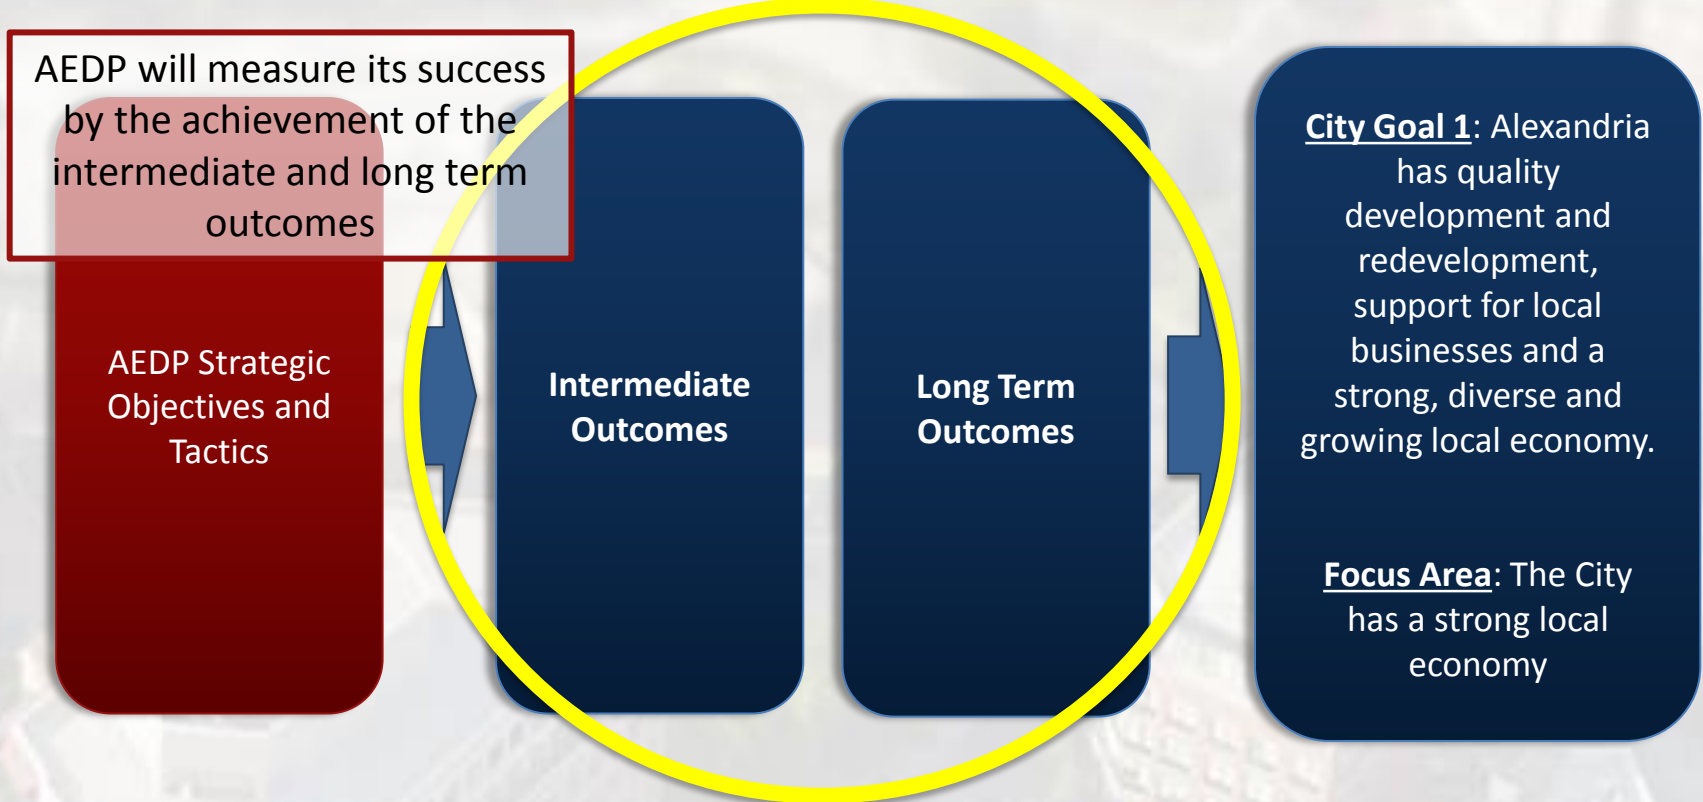 AEDP will measure its success
by the achievement of the
intermediate and long term
outcomes
AEDP Strategic
Objectives and
Tactics
Intermediate
Outcomes
Long Term
Outcomes
City Goal 1: Alexandria
has quality
development and
redevelopment,
support for local
businesses and a
strong, diverse and
growing local economy.
Focus Area: The City
has a strong local
economy